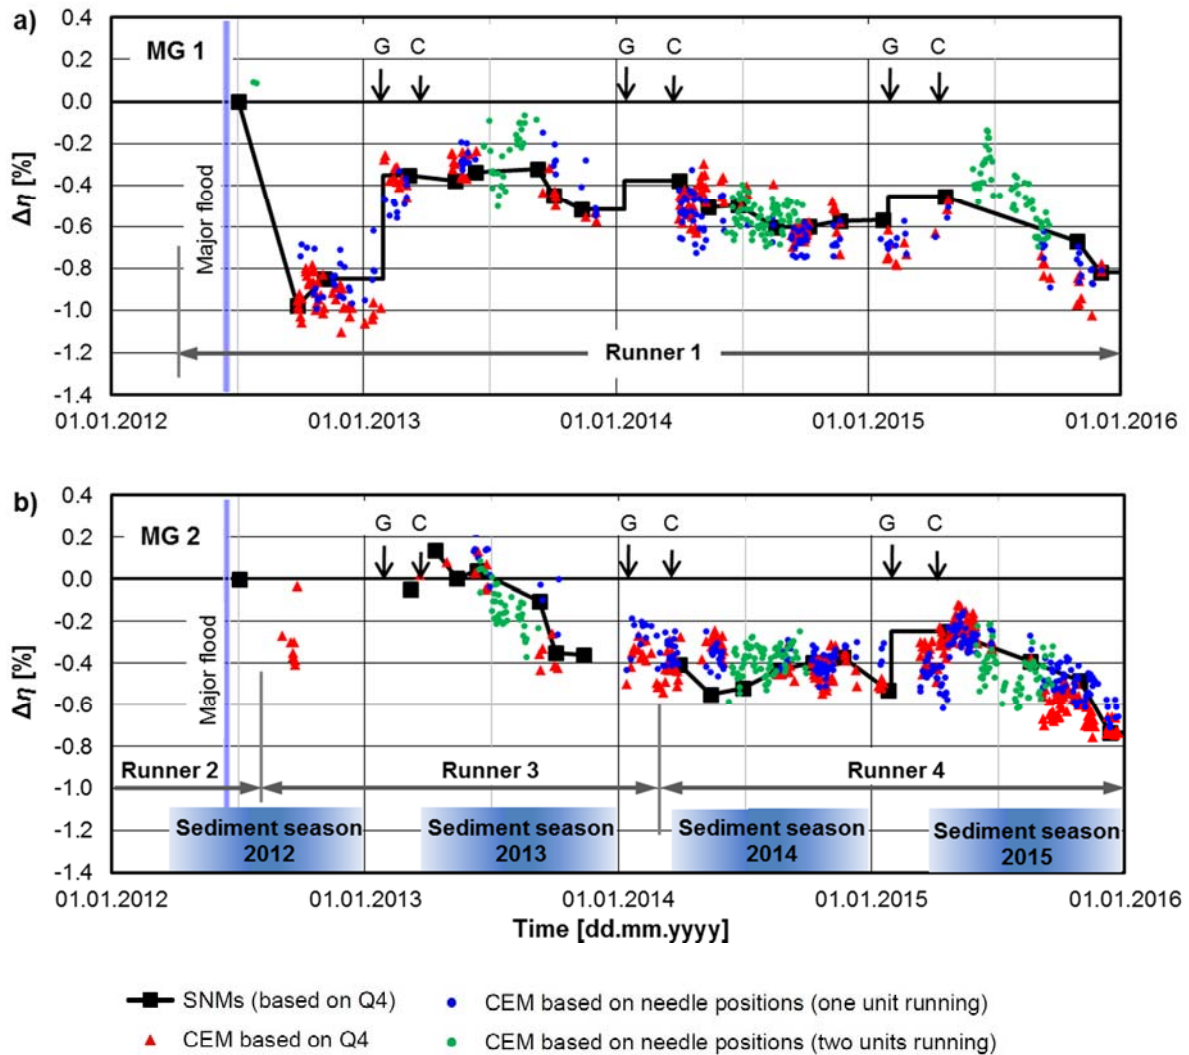 a)
MG 1
G
C
G
C
G
C
0.4
0.2
0.0
-0.2
-0.4
-0.6
-0.8
-1.0
-1.2
-1.4
Δη [%]
Major flood
Runner 1
01.01.2012
01.01.2013
01.01.2014
01.01.2015
01.01.2016
b)
MG 2
G
C
G
C
G
C
0.4
0.2
0.0
-0.2
-0.4
-0.6
-0.8
-1.0
-1.2
-1.4
Δη [%]
Major flood
Runner 2
Runner 3
Runner 4
Sediment season
2012
Sediment season
2013
Sediment season
2014
Sediment season
2015
01.01.2012
01.01.2013
01.01.2014
01.01.2015
01.01.2016
Time [dd.mm.yyyy]
SNMs (based on Q4)
CEM based on needle positions (one unit running)
CEM based on Q4
CEM based on needle positions (two units running)